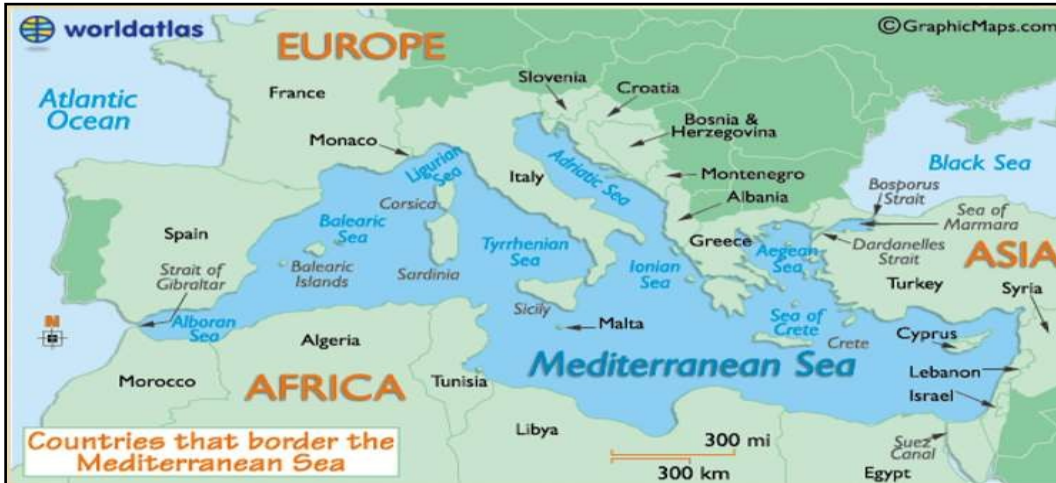 worldatlas
©GraphicMaps.com
EUROPE
Slovenia
Croatia
France
Atlantic
Ocean
Bosnia &
Herzegovina
Monaco
Ligurian
Sea
Adriatic Sea
Black Sea
Italy
Montenegro
Bosporus
Strait
Albania
Corsica
Sea of
Marmara
Balearic
Sea
Spain
Tyrrhenian
Sea
Greece
Aegean
Sea
Dardanelles
Strait
ASIA
Ionian
Sea
Strait of
Gibraltar
Balearic
Islands
Sardinia
Turkey
Syria
Sicily
Sea of
Crete
N
Alboran
Sea
Malta
Algeria
Crete
Cyprus
Mediterranean Sea
Lebanon
Morocco
AFRICA
Tunisia
Israel
Libya
Countries that border the
Mediterranean Sea
300 mi
300 km
Suez
Canal
Egypt